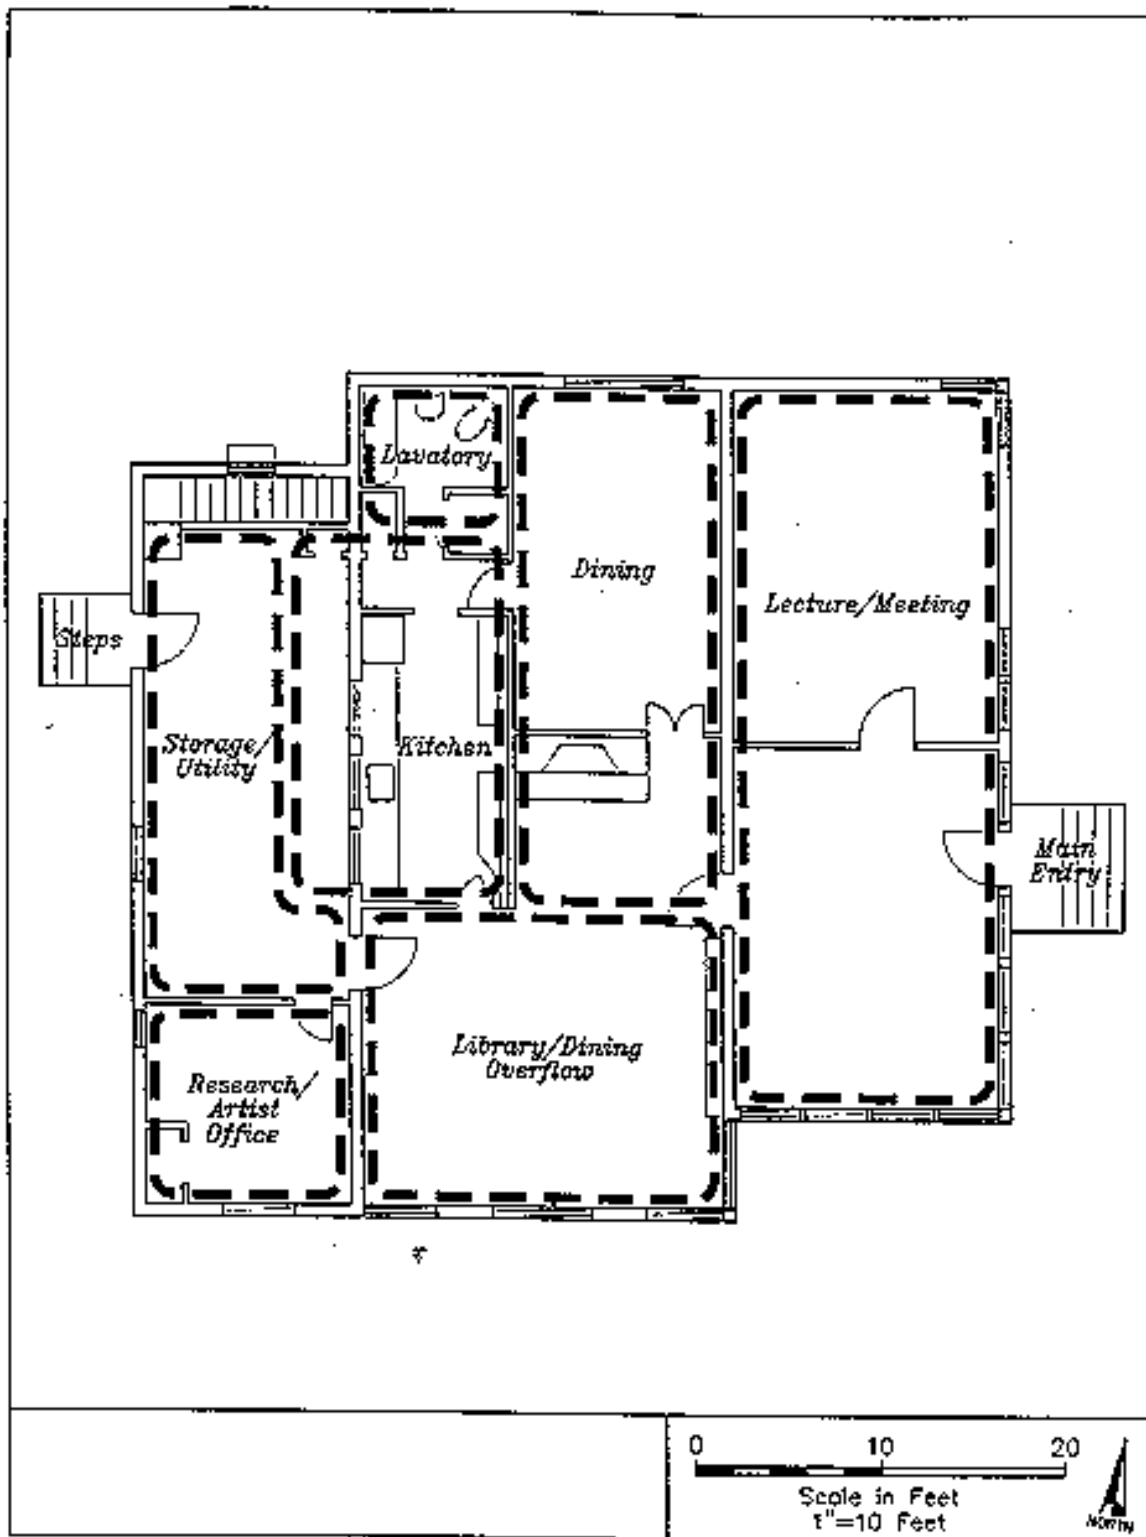 Lavatory
Dining
Lecture/Meeting
Steps
Storage/
Utility
Kitchen
Main
Entry
Library/Dining
Overflow
Research/
Artist
Office
0 10 20
Scale in Feet
1"=10 Feet
NORTH